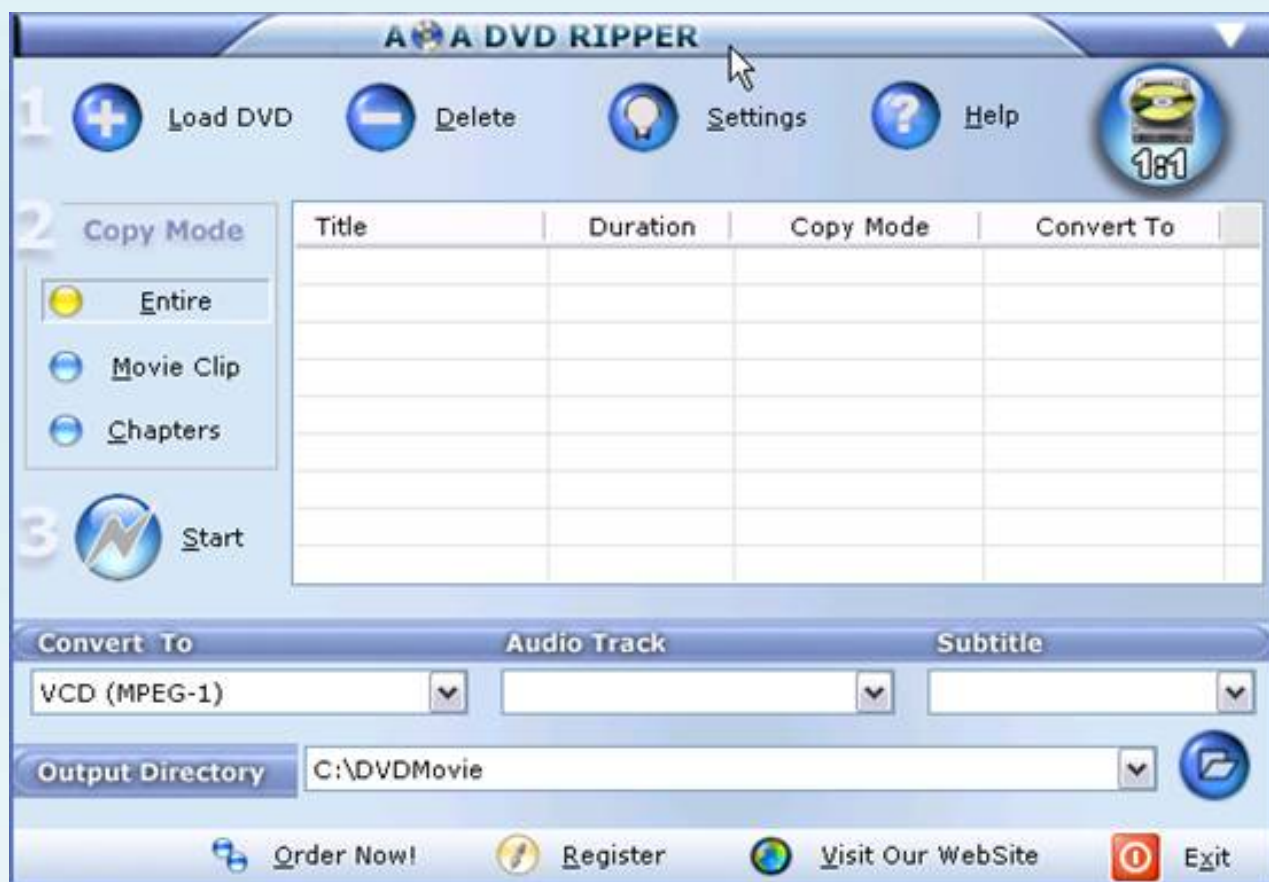 AOA DVD RIPPER
1 Load DVD Delete Settings Help 1:1
2 Copy Mode
Title Duration Copy Mode Convert To
Entire
Movie Clip
Chapters
3 Start
Convert To Audio Track Subtitle
VCD (MPEG-1)
Output Directory C:\DVDMovie
Order Now! Register Visit Our WebSite Exit